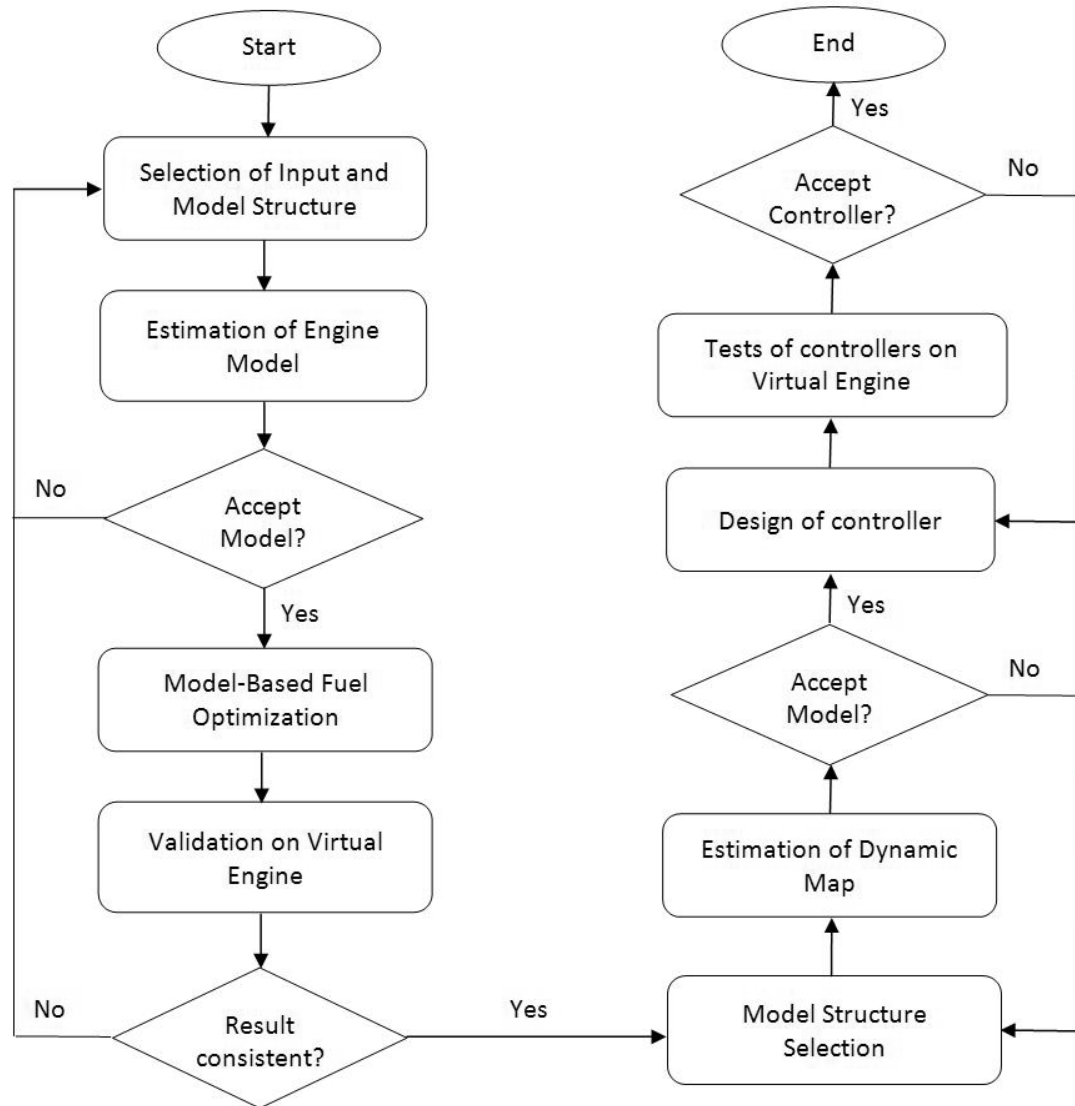 Start
Selection of Input and
Model Structure
Estimation of Engine
Model
No
Accept
Model?
Yes
Model-Based Fuel
Optimization
Validation on Virtual
Engine
No
Result
consistent?
Yes
Model Structure
Selection
Estimation of Dynamic
Map
Accept
Model?
No
Yes
Design of controller
Tests of controllers on
Virtual Engine
Accept
Controller?
No
Yes
End